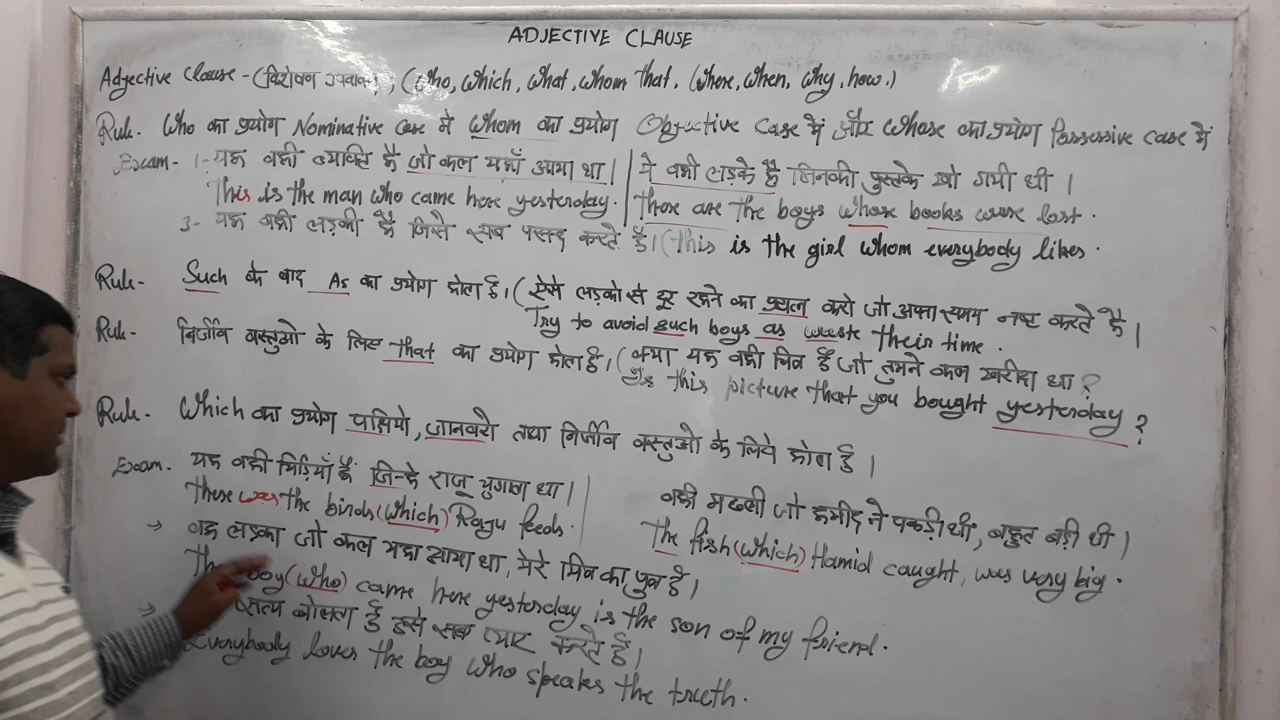 ADJECTIVE CLAUSE
Adjective Clause - (विशेषण उपवाक्य), (Who, Which, What, Whom That, (Where, When, Why, how.)
Rule. Who का प्रयोग Nominative Case मे Whom का प्रयोग Objective Case में और Whose का प्रयोग Possessive Case में
Exam - 1 - यह वही व्यक्ति है जो कल यहाँ आया था। ये वही लड़के है जिनकी पुस्तके खो गयी थी।
This is the man who came here yesterday. These are the boys whose books were lost.
3 - यह वही लड़की है जिसे सब पसंद करते है। (This is the girl whom everybody likes.
Rule - Such के बाद As का प्रयोग होता है। (ऐसे लड़को से दूर रहने का प्रयत्न करो जो अपना समय नष्ट करते है।
Try to avoid such boys as waste their time.
Rule - निर्जीव वस्तुओ के लिए that का प्रयोग होता है। (क्या यह वही चित्र है जो तुमने कल खरीदा था?
Is this picture that you bought yesterday?
Rule - Which का प्रयोग पक्षियो, जानवरो तथा निर्जीव वस्तुओ के लिये होता है।
Exam. यह वही चिड़ियाँ है जिन्हे राजू चुगाता था। वही मछली जो हमीद ने पकड़ी थी, बहुत बड़ी थी।
These was the birds (which) Raju feeds. The fish (which) Hamid caught, was very big.
→ वह लड़का जो कल यहा आया था, मेरे मित्र का पुत्र है।
The boy (who) came here yesterday is the son of my friend.
→ सत्य बोलता है उसे सब प्यार करते है।
Everybody loves the boy who speaks the truth.